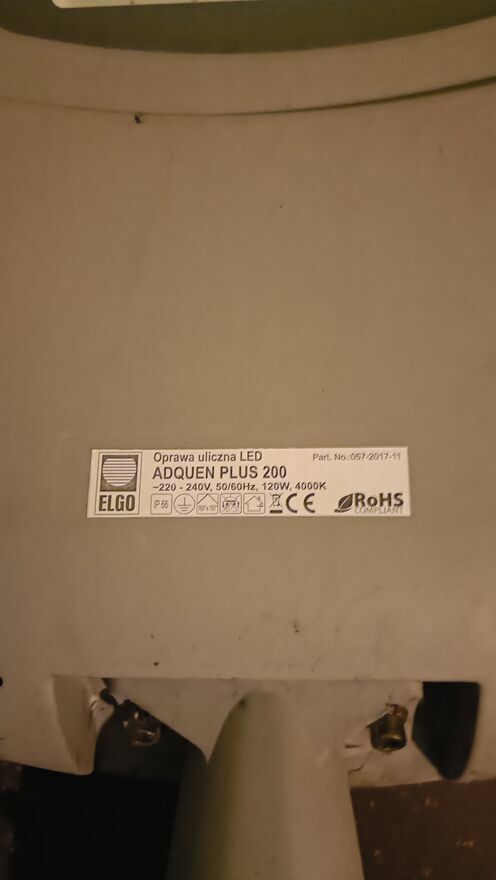 Oprawa uliczna LED
Part. No.:057-2017-11
ADQUEN PLUS 200
~220 - 240V, 50/60Hz, 120W, 4000K
ELGO
IP 66
CE
RoHS
COMPLIANT